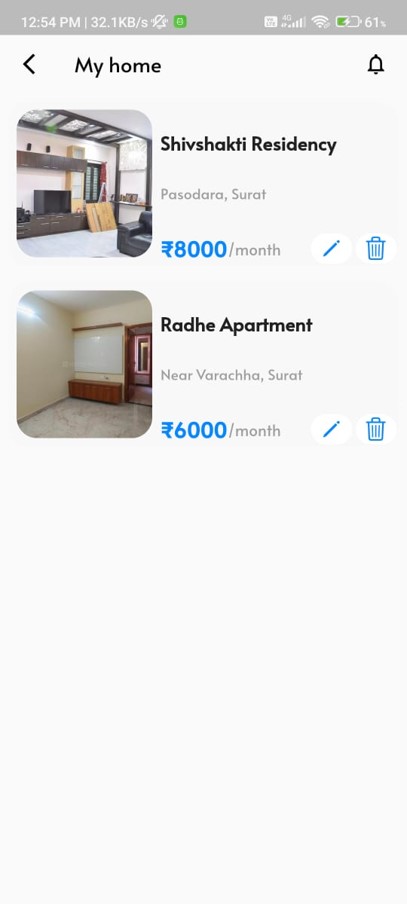 12:54 PM | 32.1KB/s 61%
My home
Shivshakti Residency
Pasodara, Surat
₹8000/month
Radhe Apartment
Near Varachha, Surat
₹6000/month